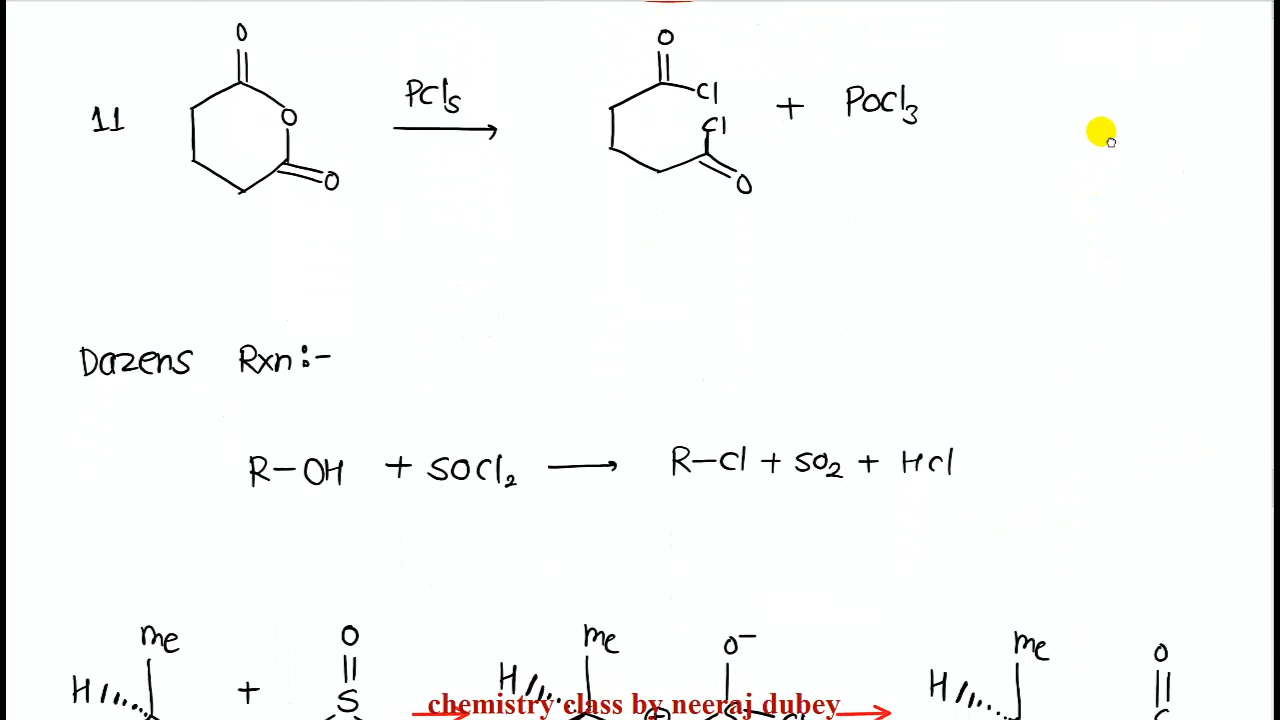 O O
11 O PCl5 Cl + POCl3
Cl
O O
Dazens Rxn :-
R-OH + SOCl2 → R-Cl + SO2 + HCl
me O me O⁻ me O
H + S H ⊕ H
chemistry class by neeraj dubey